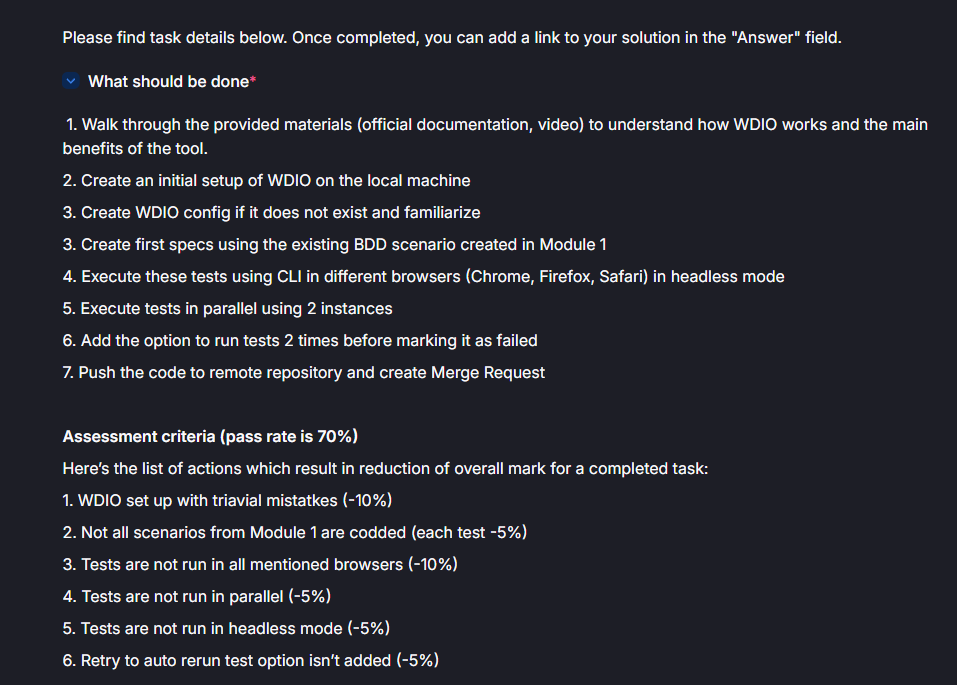 Please find task details below. Once completed, you can add a link to your solution in the "Answer" field.
What should be done*
1. Walk through the provided materials (official documentation, video) to understand how WDIO works and the main
benefits of the tool.
2. Create an initial setup of WDIO on the local machine
3. Create WDIO config if it does not exist and familiarize
3. Create first specs using the existing BDD scenario created in Module 1
4. Execute these tests using CLI in different browsers (Chrome, Firefox, Safari) in headless mode
5. Execute tests in parallel using 2 instances
6. Add the option to run tests 2 times before marking it as failed
7. Push the code to remote repository and create Merge Request
Assessment criteria (pass rate is 70%)
Here's the list of actions which result in reduction of overall mark for a completed task:
1. WDIO set up with triavial mistatkes (-10%)
2. Not all scenarios from Module 1 are codded (each test -5%)
3. Tests are not run in all mentioned browsers (-10%)
4. Tests are not run in parallel (-5%)
5. Tests are not run in headless mode (-5%)
6. Retry to auto rerun test option isn't added (-5%)